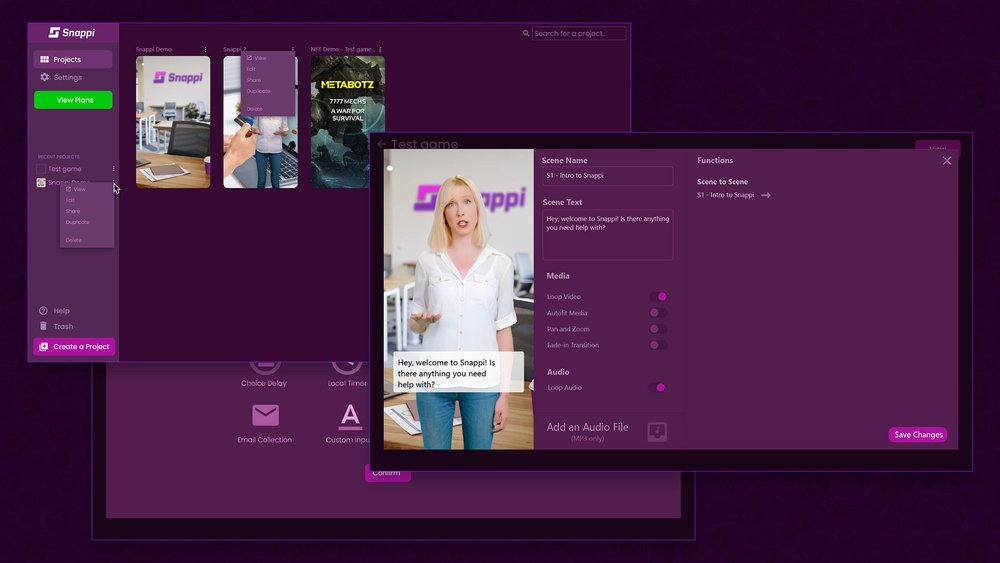 Snappi
Projects
Settings
View Plans
RECENT PROJECTS
Test game
View
Edit
Share
Duplicate
Delete
Help
Trash
Create a Project
Search for a project..
Snappi Demo
Snappi 2
NFT Demo - Test game...
Snappi
View
Edit
Share
Duplicate
Delete
METABOTZ
7777 MECHS
A WAR FOR
SURVIVAL
Choice Delay
Local Timer
Email Collection
Custom Inpu
Confirm
Test game
View
Snappi
Hey, welcome to Snappi! Is
there anything you need
help with?
Scene Name
S1 - Intro to Snappi
Scene Text
Hey, welcome to Snappi! Is there anything
you need help with?
Media
Loop Video
Autofit Media
Pan and Zoom
Fade-in Transition
Audio
Loop Audio
Add an Audio File
(MP3 only)
Functions
Scene to Scene
S1 - Intro to Snappi
Save Changes